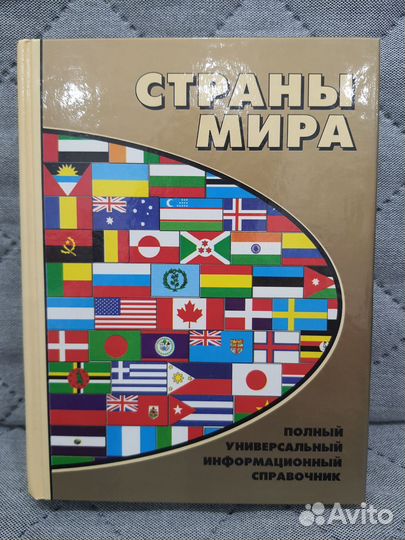 СТРАНЫ
МИРА
ПОЛНЫЙ
УНИВЕРСАЛЬНЫЙ
ИНФОРМАЦИОННЫЙ
СПРАВОЧНИК
Avito